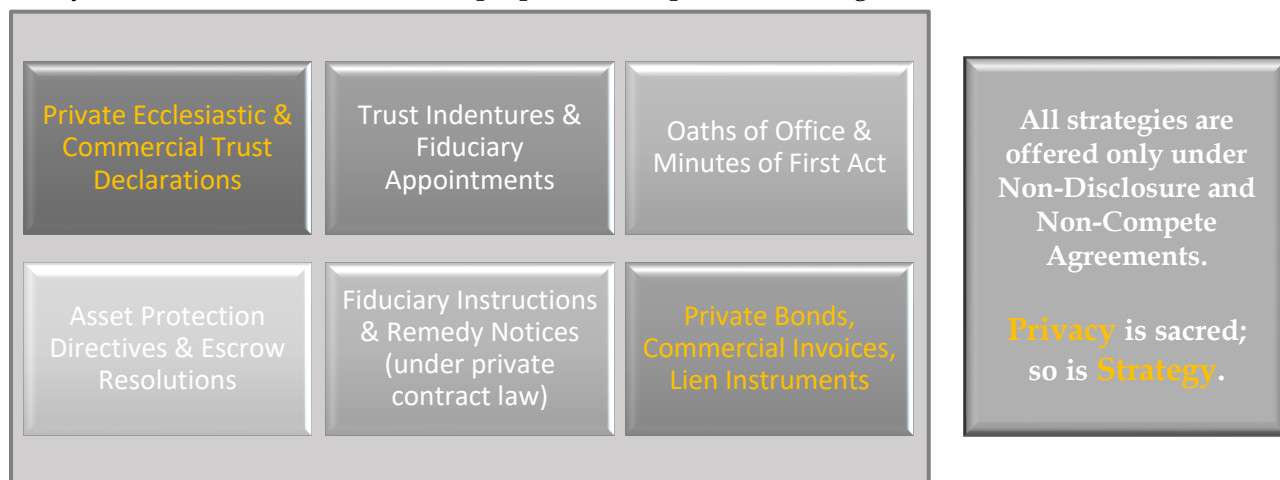 Private Ecclesiastic &
Commercial Trust
Declarations
Trust Indentures &
Fiduciary
Appointments
Oaths of Office &
Minutes of First Act
Asset Protection
Directives & Escrow
Resolutions
Fiduciary Instructions
& Remedy Notices
(under private
contract law)
Private Bonds,
Commercial Invoices,
Lien Instruments
All strategies are
offered only under
Non-Disclosure and
Non-Compete
Agreements.
Privacy is sacred;
so is Strategy.